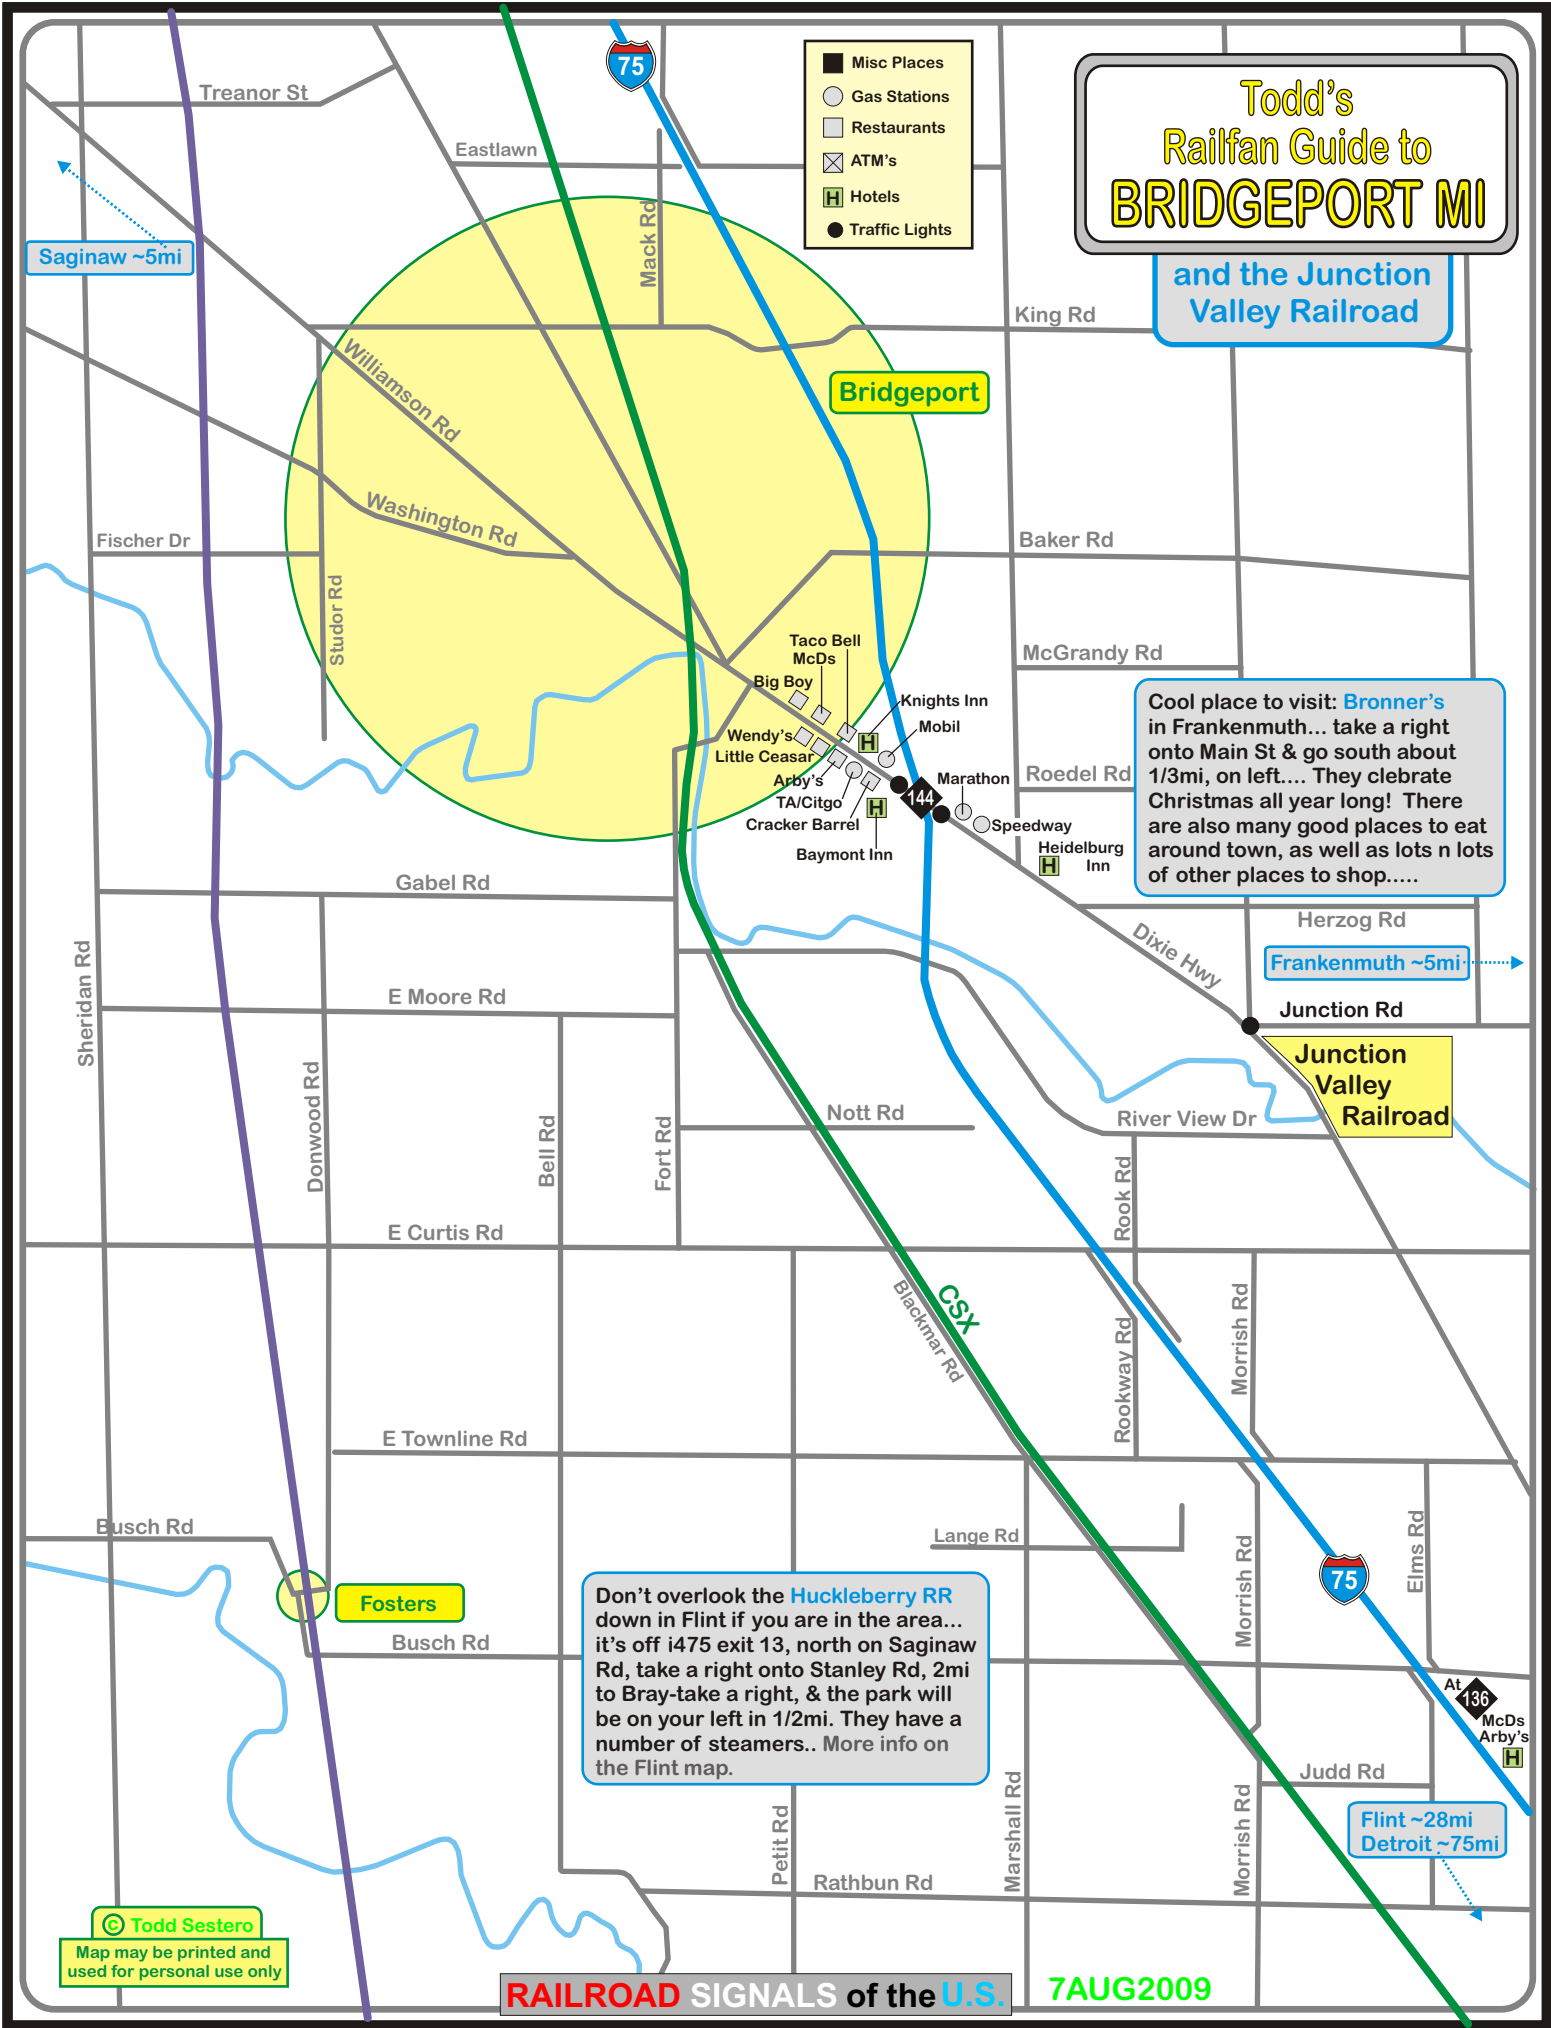 75
Misc Places
Gas Stations
Restaurants
ATM's
H Hotels
Traffic Lights
Todd's
Railfan Guide to
BRIDGEPORT MI
and the Junction
Valley Railroad
Treanor St
Eastlawn
Mack Rd
Saginaw ~5mi
King Rd
Williamson Rd
Bridgeport
Washington Rd
Fischer Dr
Studor Rd
Baker Rd
McGrandy Rd
Taco Bell
McDs
Big Boy
Knights Inn
H
Mobil
Wendy's
Little Ceasar
Arby's
TA/Citgo
Cracker Barrel
H
Baymont Inn
144
Marathon
Speedway
Roedel Rd
Heidelburg
Inn
H
Cool place to visit: Bronner's
in Frankenmuth... take a right
onto Main St & go south about
1/3mi, on left.... They clebrate
Christmas all year long!  There
are also many good places to eat
around town, as well as lots n lots
of other places to shop.....
Gabel Rd
Herzog Rd
Dixie Hwy
Frankenmuth ~5mi
Sheridan Rd
E Moore Rd
Junction Rd
Junction
Valley
Railroad
Donwood Rd
Bell Rd
Fort Rd
Nott Rd
River View Dr
Rook Rd
E Curtis Rd
Blackmar Rd
CSX
Rookway Rd
Morrish Rd
E Townline Rd
Busch Rd
Lange Rd
Morrish Rd
75
Elms Rd
Fosters
Busch Rd
Don't overlook the Huckleberry RR
down in Flint if you are in the area...
it's off i475 exit 13, north on Saginaw
Rd, take a right onto Stanley Rd, 2mi
to Bray-take a right, & the park will
be on your left in 1/2mi. They have a
number of steamers.. More info on
the Flint map.
At
136
McDs
Arby's
H
Judd Rd
Petit Rd
Marshall Rd
Morrish Rd
Flint ~28mi
Detroit ~75mi
Rathbun Rd
© Todd Sestero
Map may be printed and
used for personal use only
RAILROAD SIGNALS of the U.S.
7AUG2009